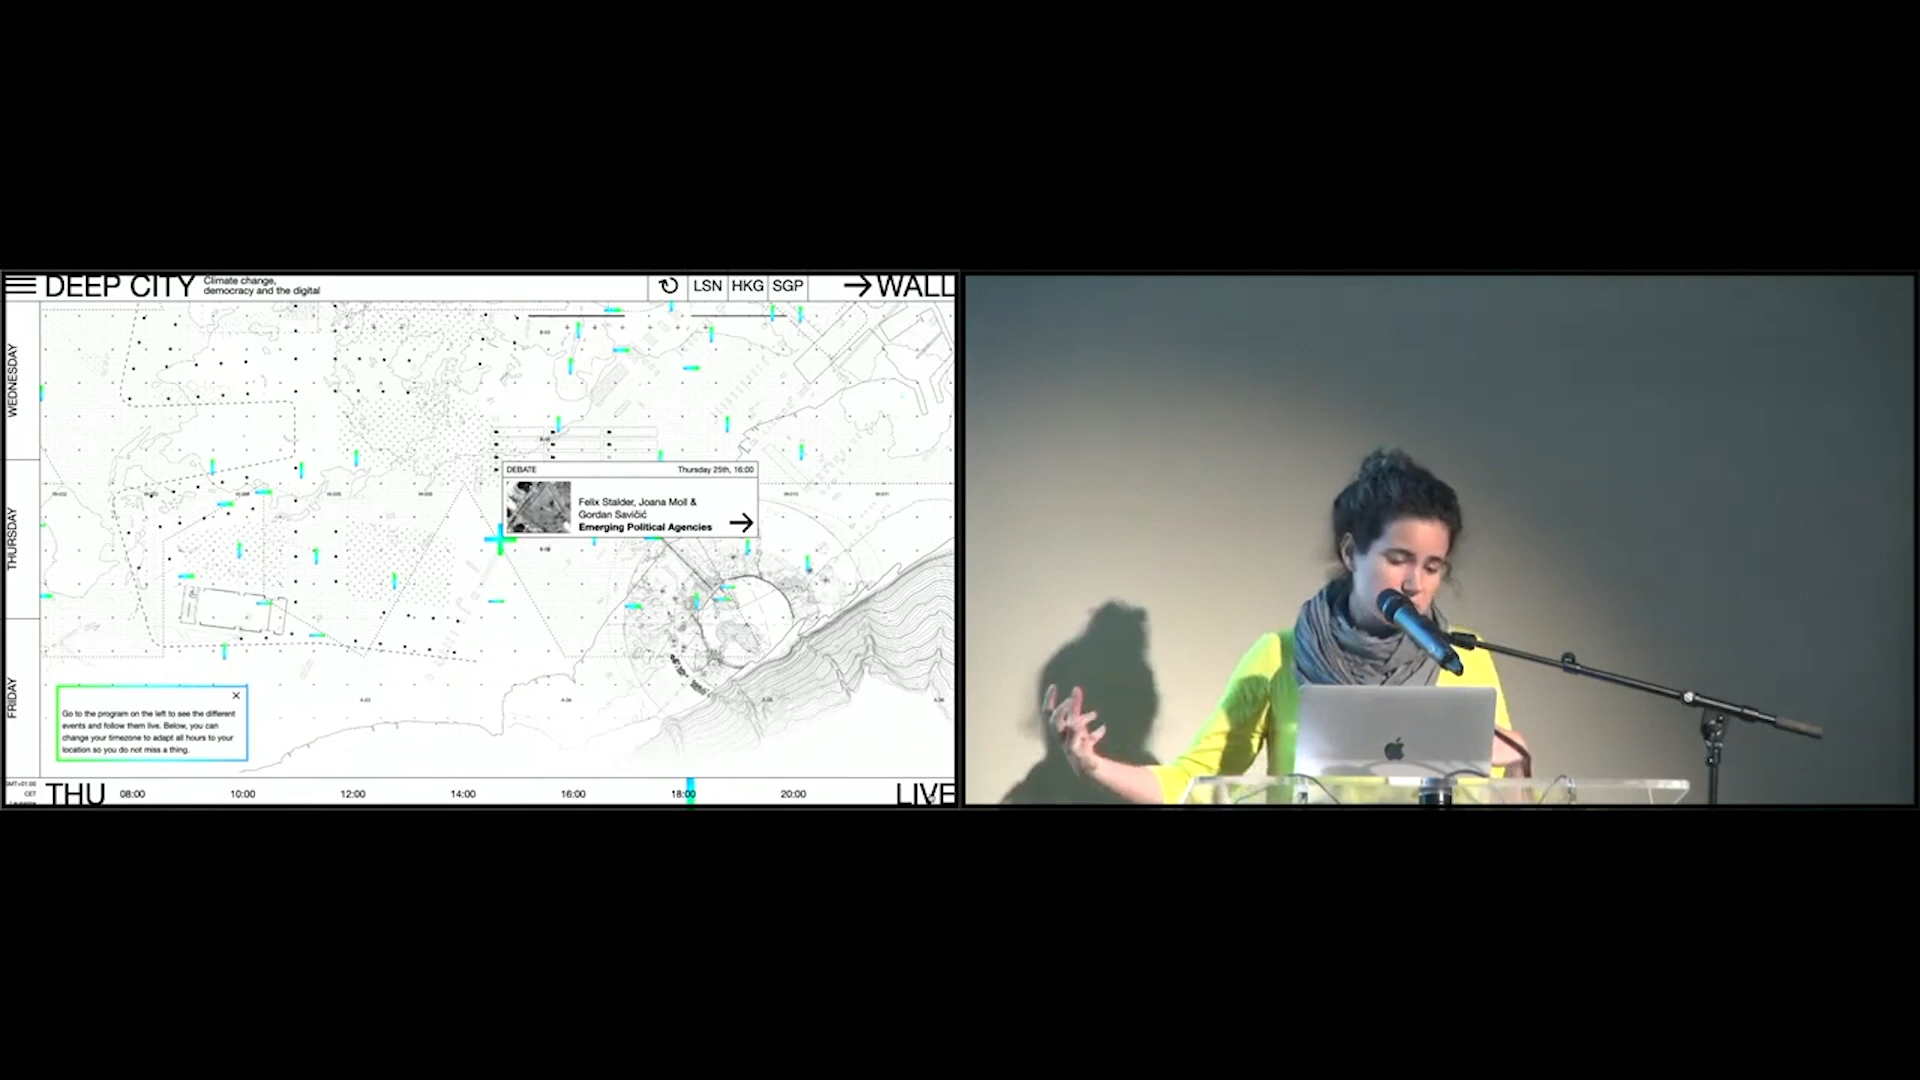 DEEP CITY
Climate change,
democracy and the digital
LSN HKG SGP
→WALL
WEDNESDAY
THURSDAY
FRIDAY
DEBATE Thursday 25th, 16:00
Felix Stalder, Joana Moll &
Gordan Savičić
Emerging Political Agencies
Go to the program on the left to see the different
events and follow them live. Below, you can
change your timezone to adapt all hours to your
location so you do not miss a thing.
GMT+01:00
CET
THU 08:00 10:00 12:00 14:00 16:00 18:00 20:00 LIVE